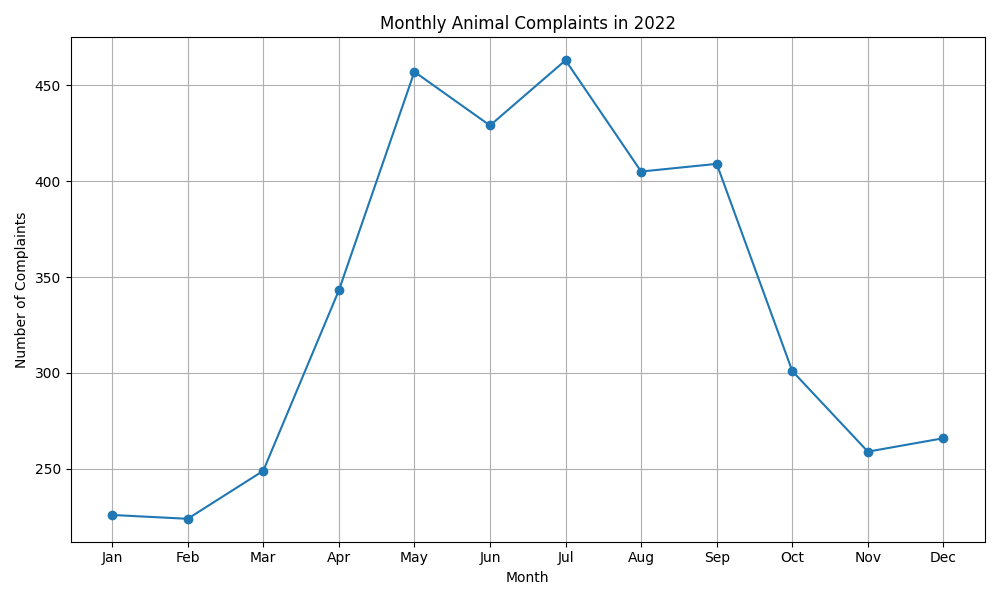 Monthly Animal Complaints in 2022
Number of Complaints
450
400
350
300
250
Jan Feb Mar Apr May Jun Jul Aug Sep Oct Nov Dec
Month